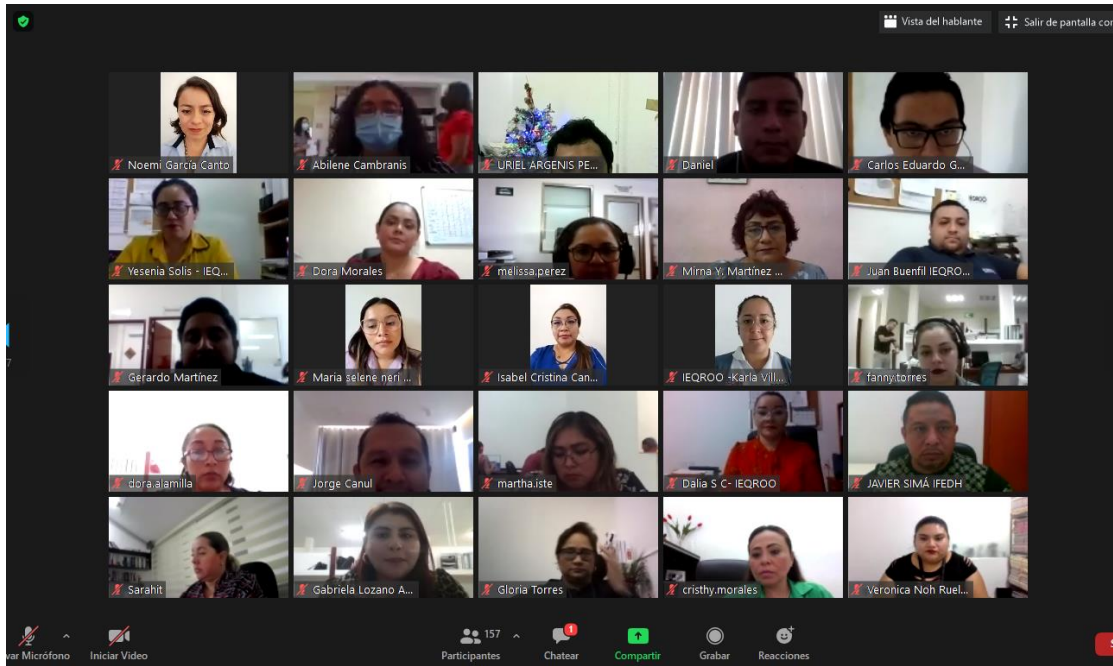 Vista del hablante
Salir de pantalla con
Noemi García Canto
Abilene Cambranis
URIEL ARGENIS PE...
Daniel
Carlos Eduardo G...
Yesenia Solis - IEQ...
Dora Morales
melissa.perez
Mirna Y. Martínez ...
Juan Buenfil IEQRO...
Gerardo Martínez
Maria selene neri ...
Isabel Cristina Can...
IEQROO -Karla Vill...
fanny.torres
dora.alamilla
Jorge Canul
martha.iste
Dalia S C- IEQROO
JAVIER SIMÁ IFEDH
Sarahit
Gabriela Lozano A...
Gloria Torres
cristhy.morales
Veronica Noh Ruel...
var Micrófono
Iniciar Video
157
Participantes
1
Chatear
Compartir
Grabar
Reacciones